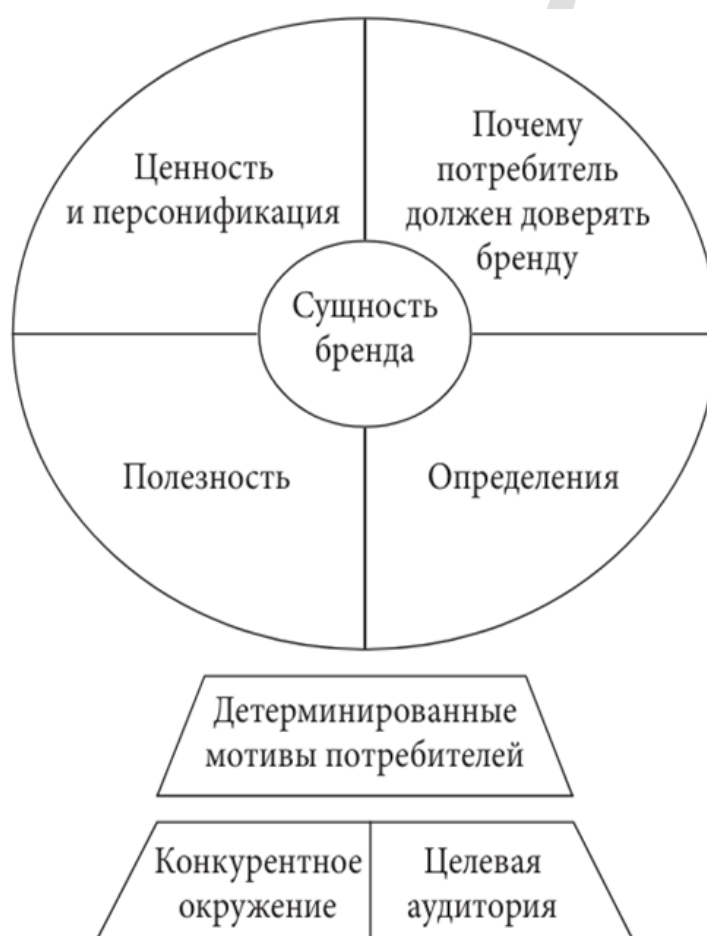 Ценность
и персонификация
Почему
потребитель
должен доверять
бренду
Сущность
бренда
Полезность
Определения
Детерминированные
мотивы потребителей
Конкурентное
окружение
Целевая
аудитория